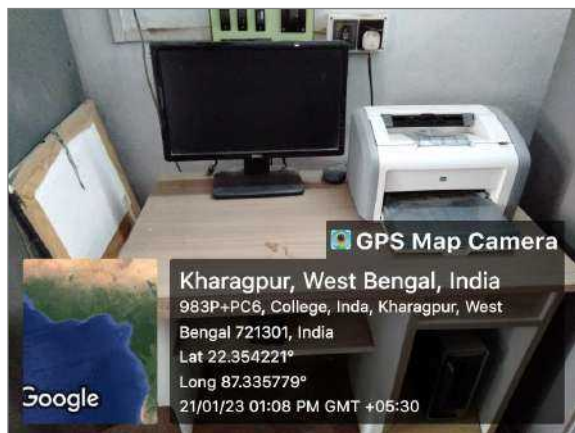 GPS Map Camera
Kharagpur, West Bengal, India
983P+PC6, College, Inda, Kharagpur, West
Bengal 721301, India
Lat 22.354221°
Long 87.335779°
21/01/23 01:08 PM GMT +05:30
Google